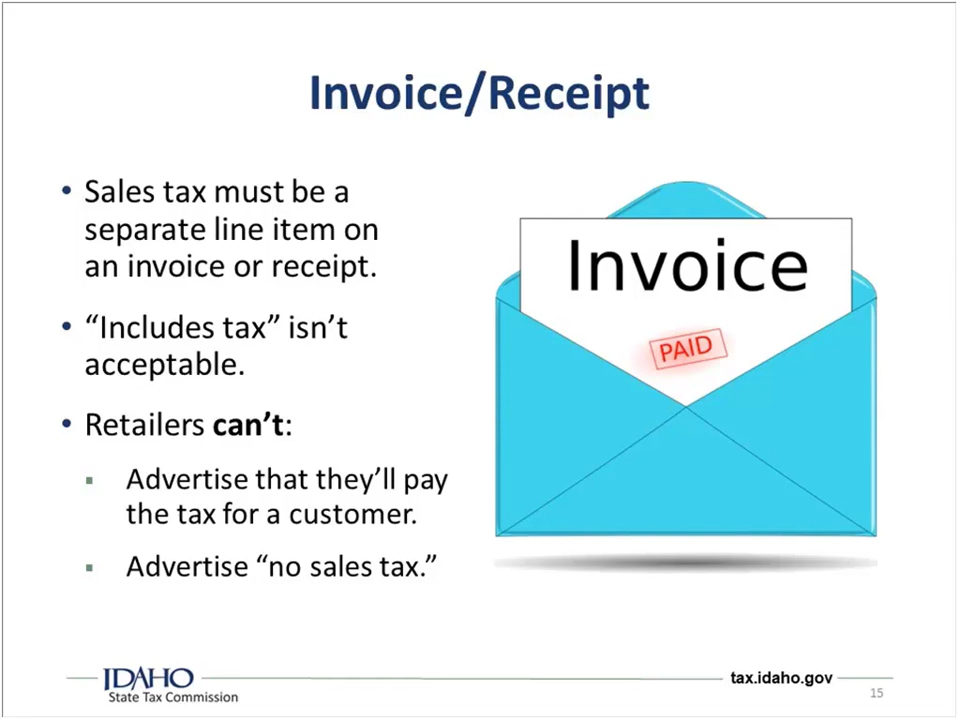 Invoice/Receipt
• Sales tax must be a
separate line item on
an invoice or receipt.
• “Includes tax” isn’t
acceptable.
• Retailers can’t:
▪ Advertise that they’ll pay
the tax for a customer.
▪ Advertise “no sales tax.”
Invoice
PAID
IDAHO
State Tax Commission
tax.idaho.gov
15